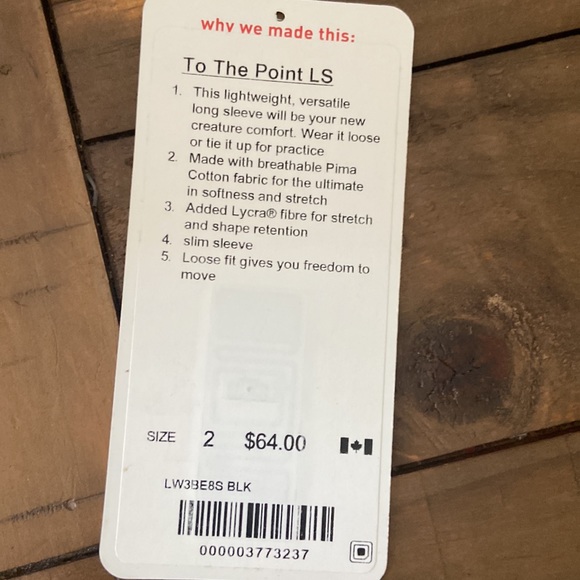 why we made this:
To The Point LS
1. This lightweight, versatile
long sleeve will be your new
creature comfort. Wear it loose
or tie it up for practice
2. Made with breathable Pima
Cotton fabric for the ultimate
in softness and stretch
3. Added Lycra® fibre for stretch
and shape retention
4. slim sleeve
5. Loose fit gives you freedom to
move
SIZE 2 $64.00
LW3BE8S BLK
000003773237